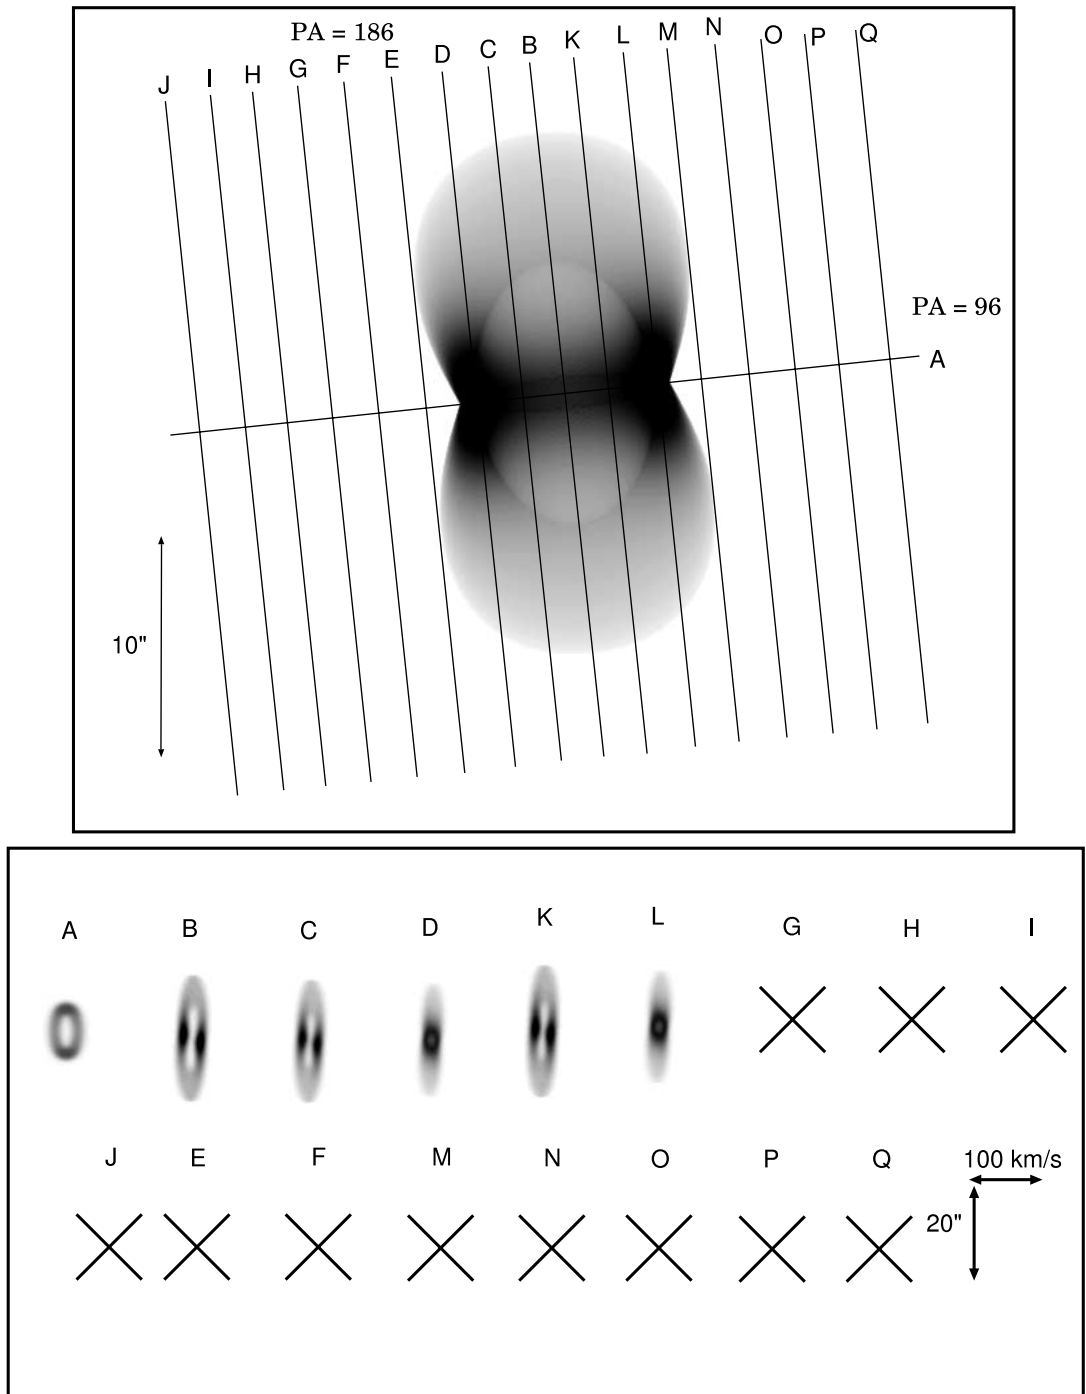 PA = 186
J I H G F E D C B K L M N O P Q
PA = 96
A
10"
A B C D K L G H I
J E F M N O P Q
100 km/s
20"